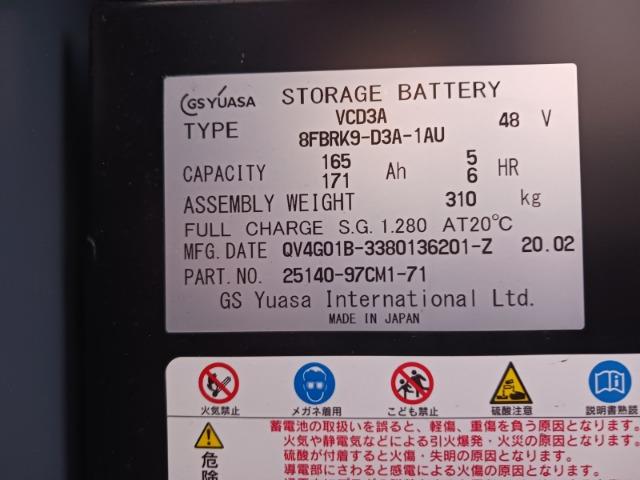 GS YUASA STORAGE BATTERY
TYPE VCD3A 48 V
8FBRK9-D3A-1AU
CAPACITY 165 Ah 5 HR
171 6
ASSEMBLY WEIGHT 310 kg
FULL CHARGE S.G. 1.280 AT20℃
MFG. DATE QV4G01B-3380136201-Z 20.02
PART. NO. 25140-97CM1-71
GS Yuasa International Ltd.
MADE IN JAPAN
火気禁止 メガネ着用 こども禁止 硫酸注意 説明書熟読
危険
蓄電池の取扱いを誤ると、軽傷、重傷を負う原因となります。
火気や静電気などによる引火爆発・火災の原因となります。
硫酸が付着すると火傷・失明の原因となります。
導電部にさわると感電による火傷の原因となります。